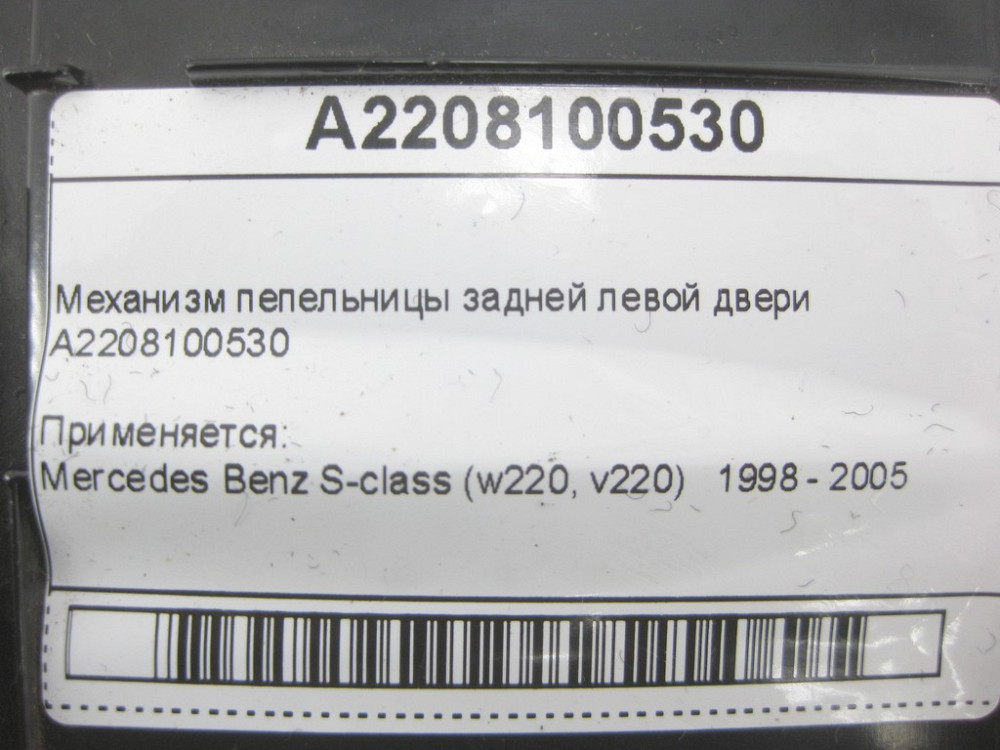 A2208100530
Механизм пепельницы задней левой двери
A2208100530
Применяется:
Mercedes Benz S-class (w220, v220) 1998 - 2005